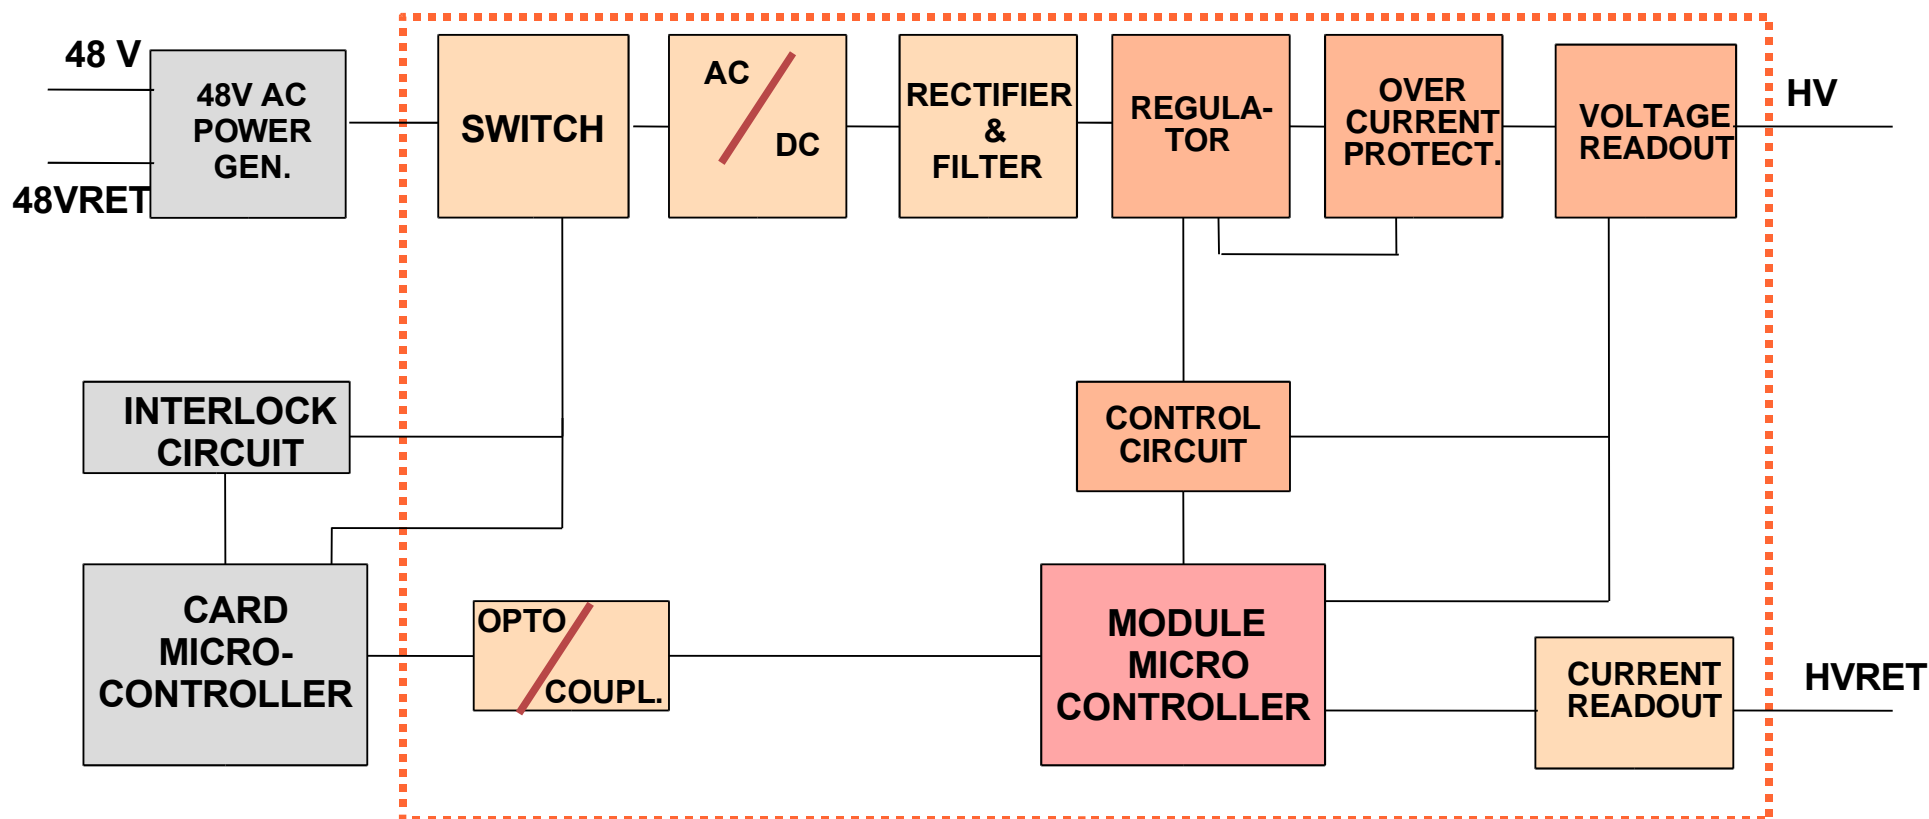 48 V
48V AC
POWER
GEN.
48VRET
SWITCH
AC
DC
RECTIFIER
&
FILTER
REGULA-
TOR
OVER
CURRENT
PROTECT.
VOLTAGE
READOUT
HV
INTERLOCK
CIRCUIT
CONTROL
CIRCUIT
CARD
MICRO-
CONTROLLER
OPTO
COUPL.
MODULE
MICRO
CONTROLLER
CURRENT
READOUT
HVRET